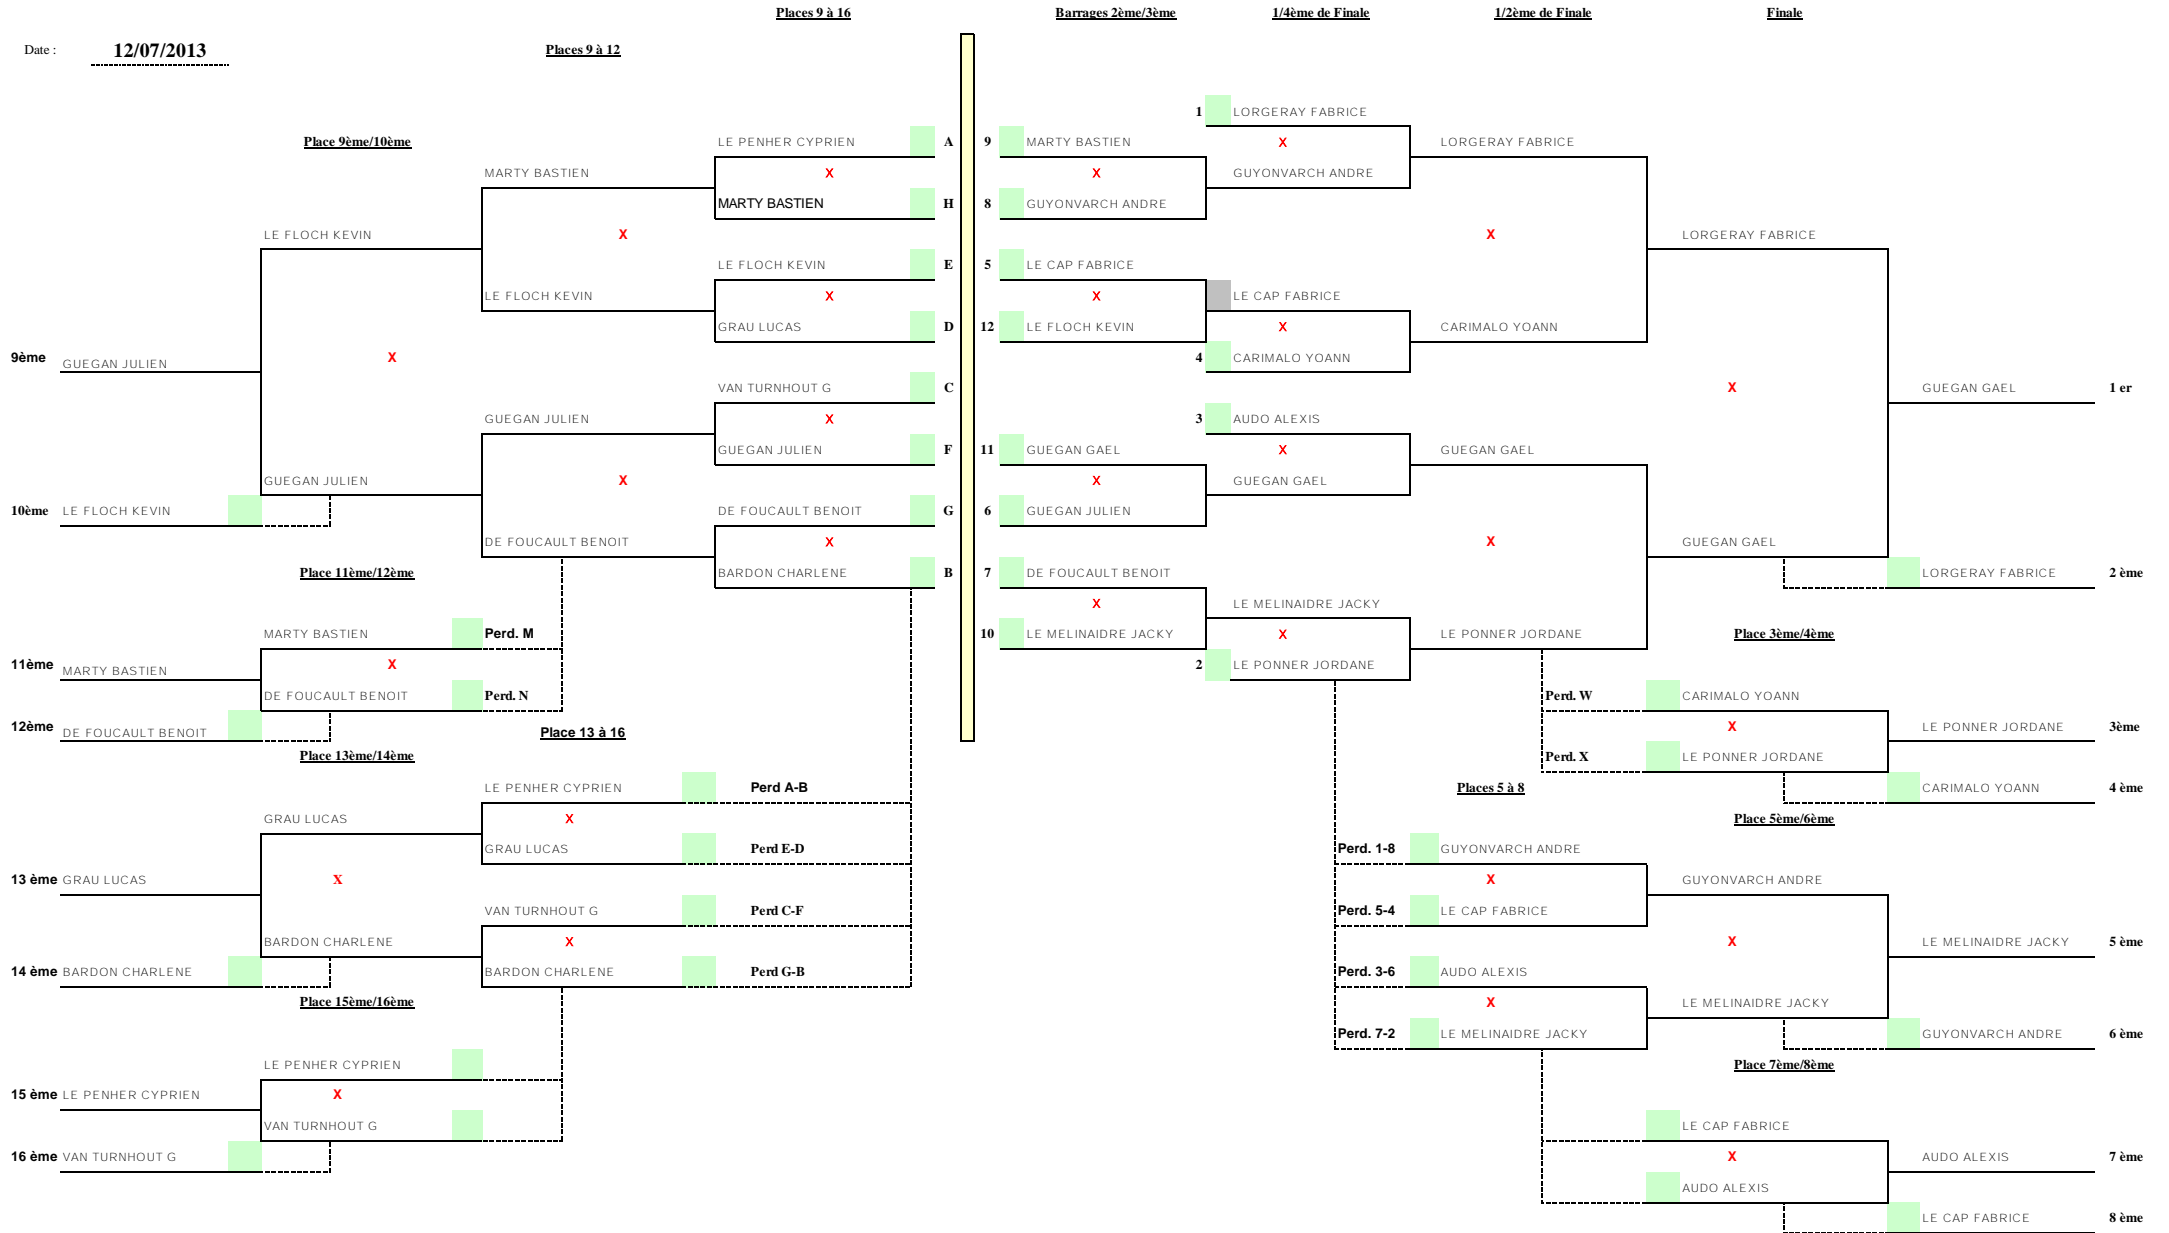 Places 9 à 16 Barrages 2ème/3ème 1/4ème de Finale 1/2ème de Finale Finale
Date : 12/07/2013 Places 9 à 12
1 LORGERAY FABRICE
Place 9ème/10ème LE PENHER CYPRIEN A 9 MARTY BASTIEN X LORGERAY FABRICE
MARTY BASTIEN X X GUYONVARCH ANDRE
MARTY BASTIEN H 8 GUYONVARCH ANDRE
LE FLOCH KEVIN X X LORGERAY FABRICE
LE FLOCH KEVIN E 5 LE CAP FABRICE
LE FLOCH KEVIN X X LE CAP FABRICE
GRAU LUCAS D 12 LE FLOCH KEVIN X CARIMALO YOANN
9ème GUEGAN JULIEN X 4 CARIMALO YOANN
VAN TURNHOUT G C X GUEGAN GAEL 1 er
GUEGAN JULIEN X 3 AUDO ALEXIS
GUEGAN JULIEN F 11 GUEGAN GAEL X GUEGAN GAEL
GUEGAN JULIEN X X GUEGAN GAEL
10ème LE FLOCH KEVIN DE FOUCAULT BENOIT G 6 GUEGAN JULIEN
DE FOUCAULT BENOIT X X GUEGAN GAEL
Place 11ème/12ème BARDON CHARLENE B 7 DE FOUCAULT BENOIT LORGERAY FABRICE 2 ème
X LE MELINAIDRE JACKY
MARTY BASTIEN Perd. M 10 LE MELINAIDRE JACKY X LE PONNER JORDANE Place 3ème/4ème
11ème MARTY BASTIEN X 2 LE PONNER JORDANE
DE FOUCAULT BENOIT Perd. N Perd. W CARIMALO YOANN
12ème DE FOUCAULT BENOIT Place 13 à 16 X LE PONNER JORDANE 3ème
Place 13ème/14ème Perd. X LE PONNER JORDANE
LE PENHER CYPRIEN Perd A-B Places 5 à 8 CARIMALO YOANN 4 ème
GRAU LUCAS X Place 5ème/6ème
GRAU LUCAS Perd E-D Perd. 1-8 GUYONVARCH ANDRE
13 ème GRAU LUCAS X X GUYONVARCH ANDRE
VAN TURNHOUT G Perd C-F Perd. 5-4 LE CAP FABRICE
BARDON CHARLENE X X LE MELINAIDRE JACKY 5 ème
14 ème BARDON CHARLENE BARDON CHARLENE Perd G-B Perd. 3-6 AUDO ALEXIS
Place 15ème/16ème X LE MELINAIDRE JACKY
Perd. 7-2 LE MELINAIDRE JACKY GUYONVARCH ANDRE 6 ème
LE PENHER CYPRIEN Place 7ème/8ème
15 ème LE PENHER CYPRIEN X
VAN TURNHOUT G LE CAP FABRICE
16 ème VAN TURNHOUT G X AUDO ALEXIS 7 ème
AUDO ALEXIS
LE CAP FABRICE 8 ème